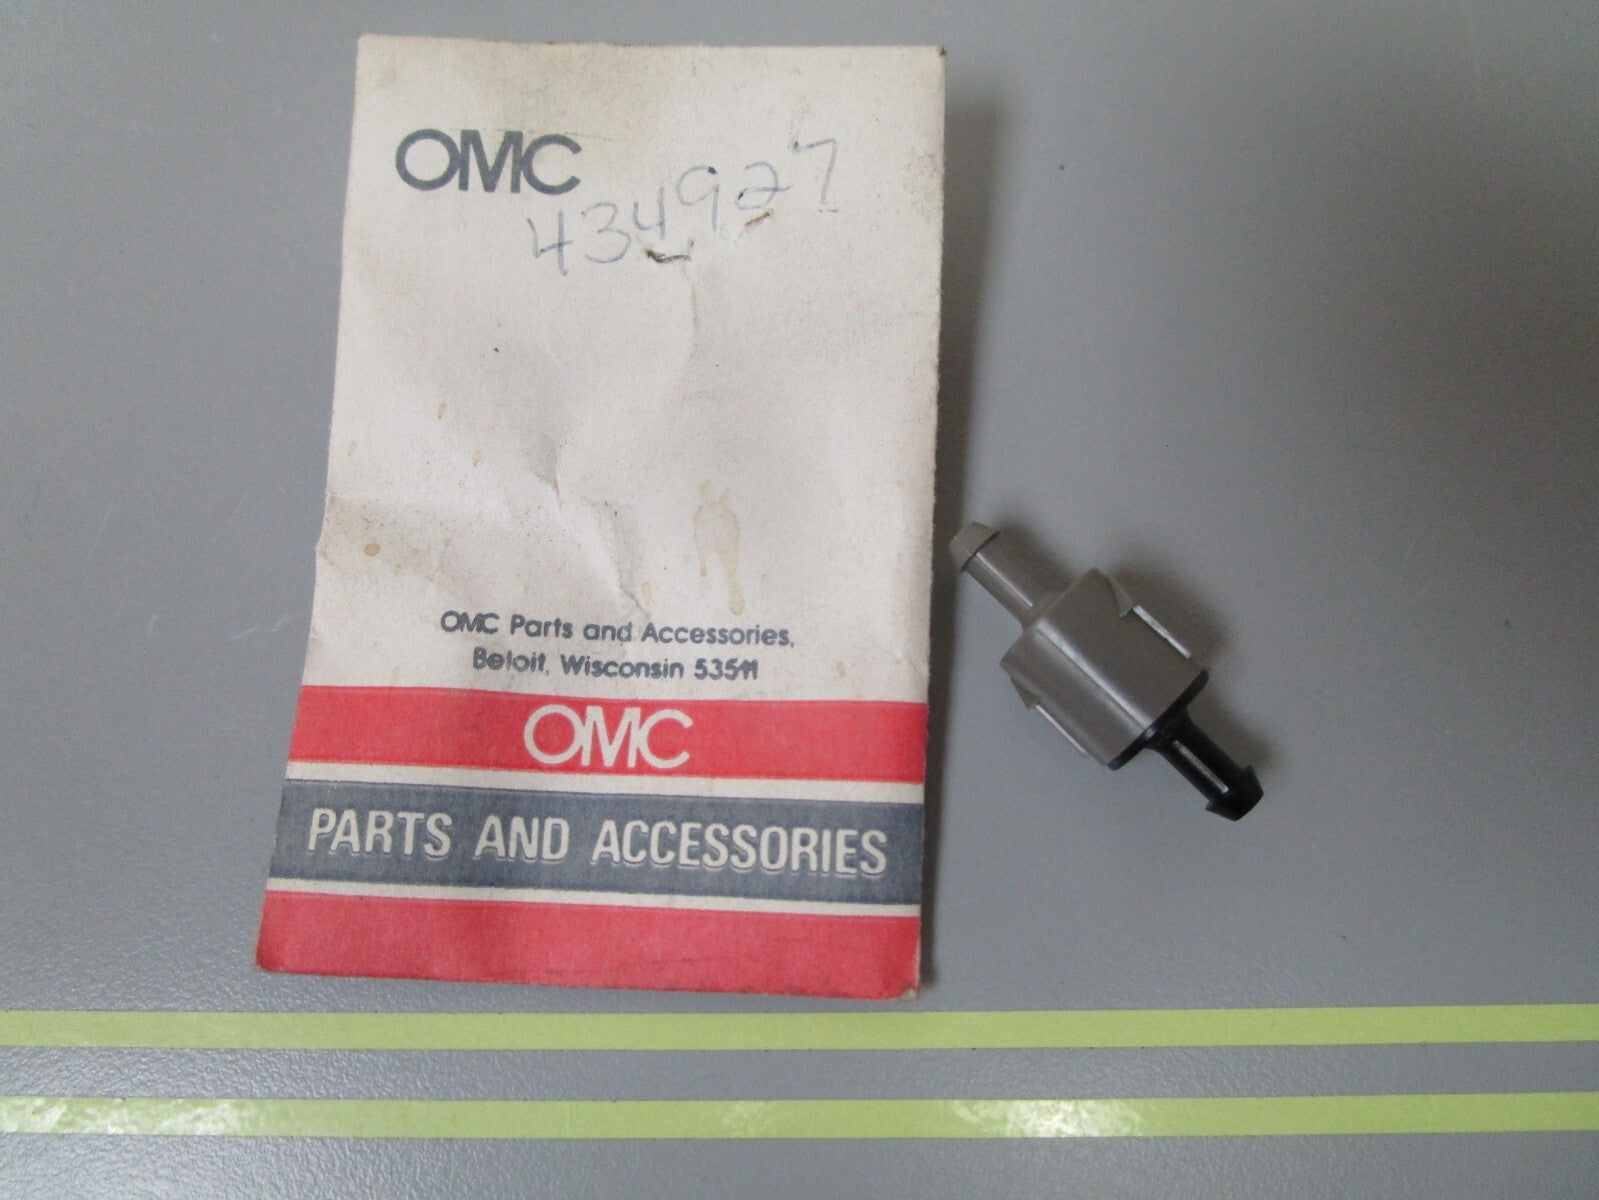 OMC
434927
OMC Parts and Accessories,
Beloit, Wisconsin 53511
OMC
PARTS AND ACCESSORIES